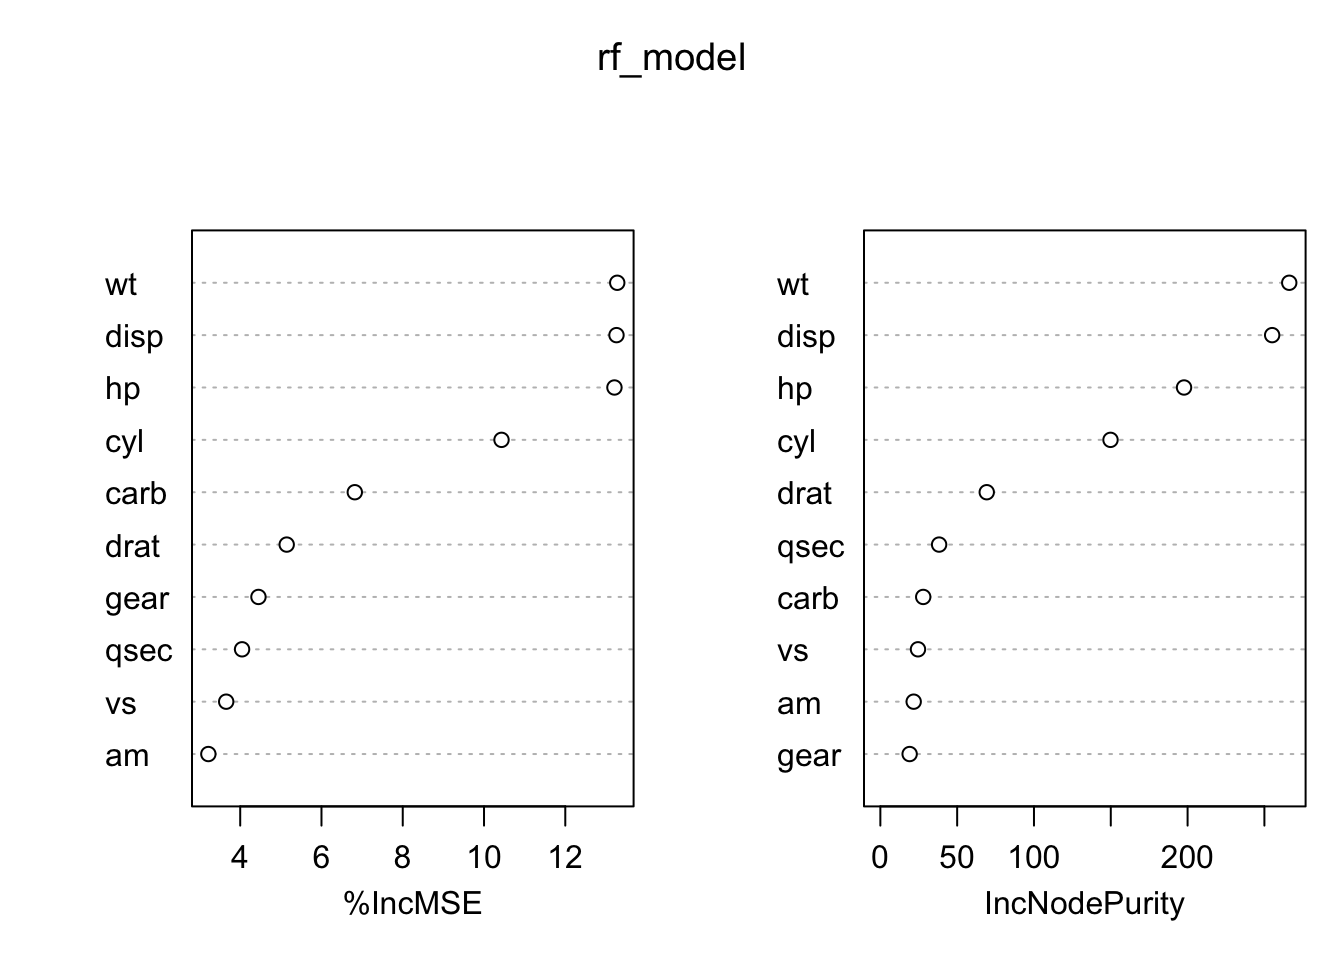 rf_model
wt
disp
hp
cyl
carb
drat
gear
qsec
vs
am
4 6 8 10 12
%IncMSE
wt
disp
hp
cyl
drat
qsec
carb
vs
am
gear
0 50 100 200
IncNodePurity